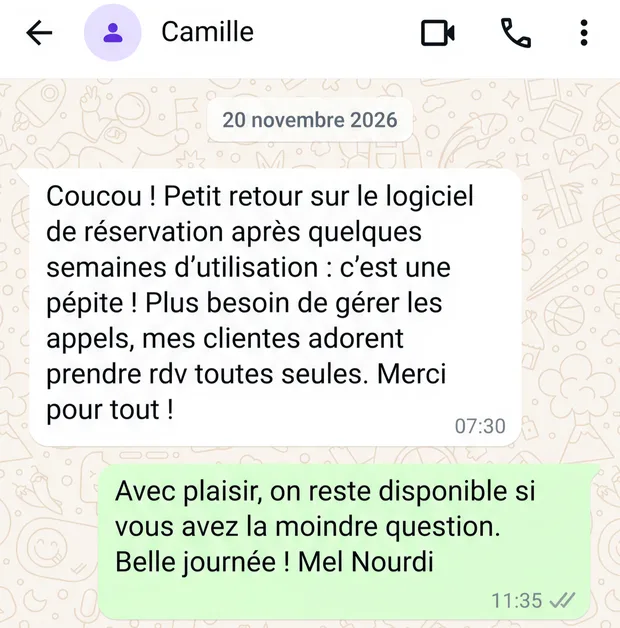 Camille
20 novembre 2026
Coucou ! Petit retour sur le logiciel
de réservation après quelques
semaines d’utilisation : c’est une
pépite ! Plus besoin de gérer les
appels, mes clientes adorent
prendre rdv toutes seules. Merci
pour tout !
07:30
Avec plaisir, on reste disponible si
vous avez la moindre question.
Belle journée ! Mel Nourdi
11:35